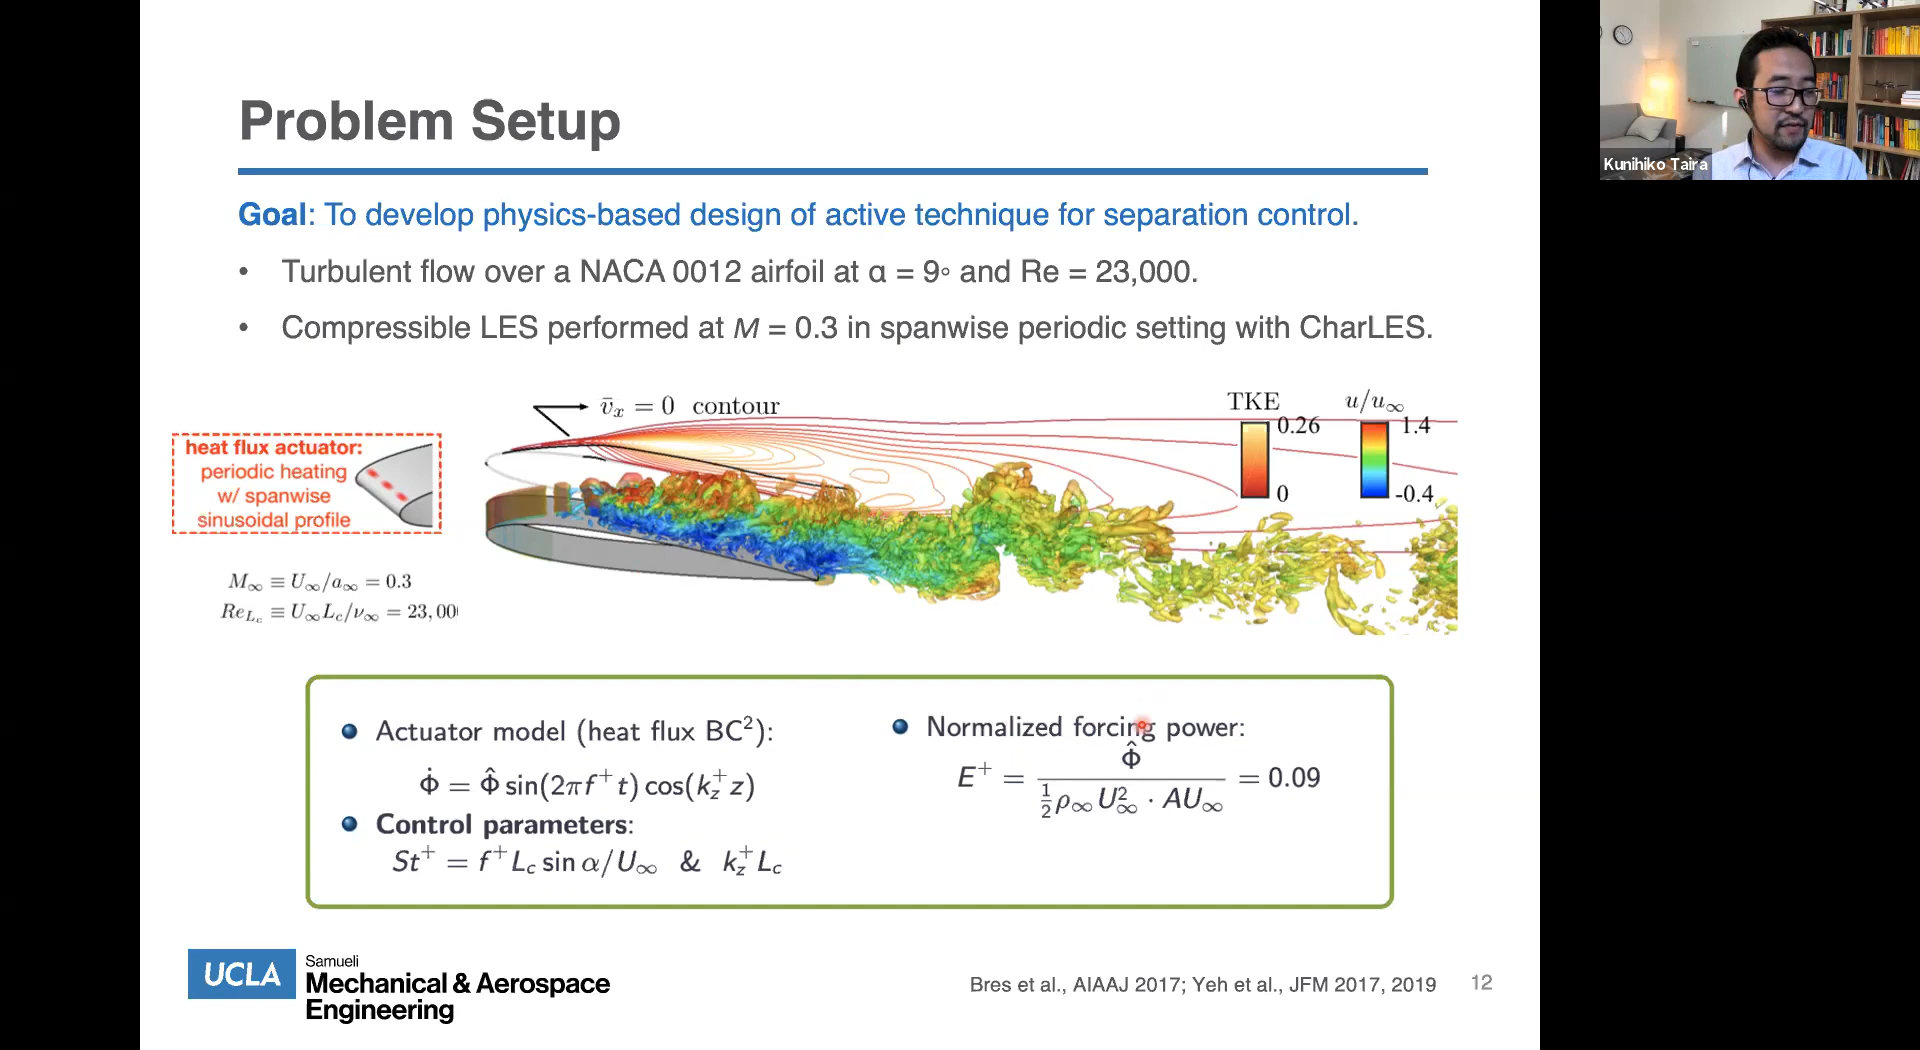 Problem Setup
Goal: To develop physics-based design of active technique for separation control.
• Turbulent flow over a NACA 0012 airfoil at α = 9◦ and Re = 23,000.
• Compressible LES performed at M = 0.3 in spanwise periodic setting with CharLES.
v̄ₓ = 0 contour
TKE
0.26
0
u/u∞
1.4
-0.4
heat flux actuator:
periodic heating
w/ spanwise
sinusoidal profile
M∞ ≡ U∞/a∞ = 0.3
Re_{L_c} ≡ U∞L_c/ν∞ = 23,00
Actuator model (heat flux BC²):
Φ̇ = Φ̂ sin(2πf⁺t) cos(k_z⁺z)
Control parameters:
St⁺ = f⁺L_c sin α/U∞ & k_z⁺L_c
Normalized forcing power:
E⁺ = Φ̂ / (½ρ∞U∞² · AU∞) = 0.09
UCLA Samueli
Mechanical & Aerospace
Engineering
Bres et al., AIAAJ 2017; Yeh et al., JFM 2017, 2019 12
Kunihiko Taira